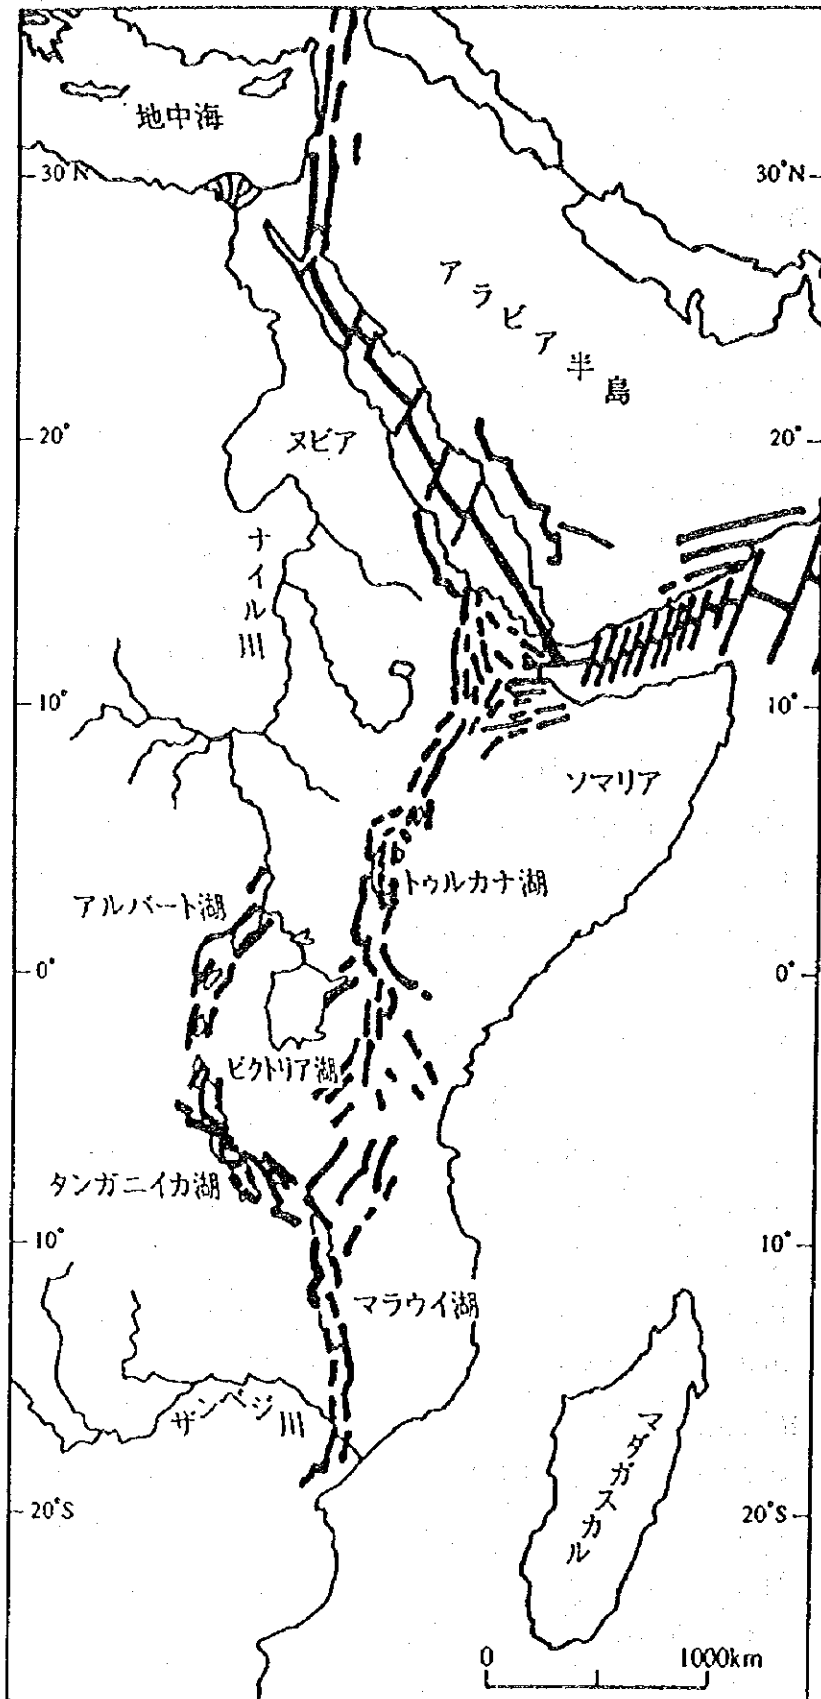 地中海
30°N
30°N
アラビア半島
20°
ヌビア
20°
ナイル川
10°
10°
ソマリア
トゥルカナ湖
アルバート湖
0°
0°
ビクトリア湖
タンガニイカ湖
10°
10°
マラウイ湖
ザンベジ川
マダガスカル
20°S
20°S
0
1000km